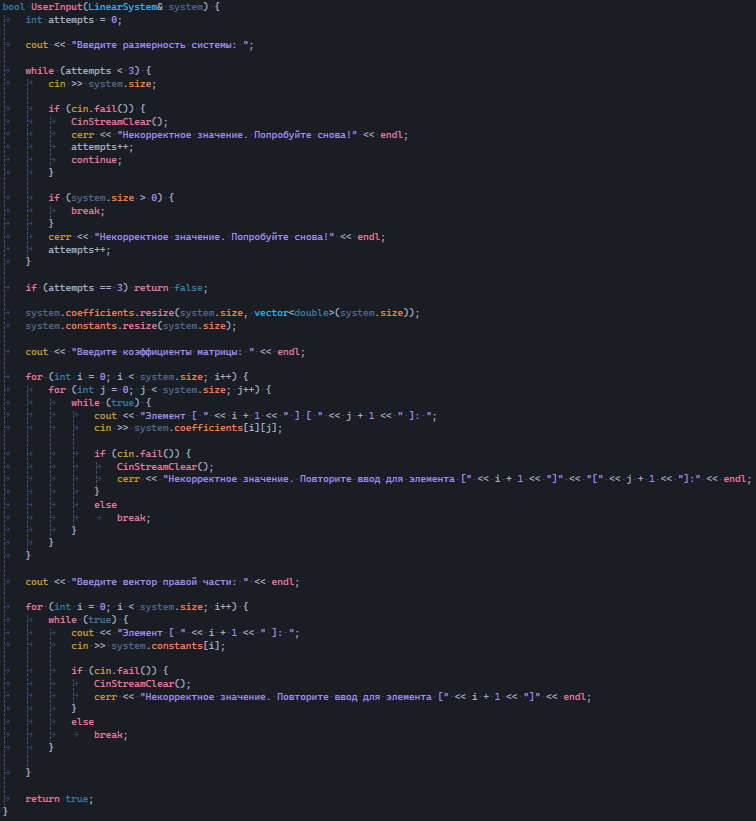 bool UserInput(LinearSystem& system) {
int attempts = 0;
cout << "Введите размерность системы: ";
while (attempts < 3) {
cin >> system.size;
if (cin.fail()) {
CinStreamClear();
cerr << "Некорректное значение. Попробуйте снова!" << endl;
attempts++;
continue;
}
if (system.size > 0) {
break;
}
cerr << "Некорректное значение. Попробуйте снова!" << endl;
attempts++;
}
if (attempts == 3) return false;
system.coefficients.resize(system.size, vector<double>(system.size));
system.constants.resize(system.size);
cout << "Введите коэффициенты матрицы: " << endl;
for (int i = 0; i < system.size; i++) {
for (int j = 0; j < system.size; j++) {
while (true) {
cout << "Элемент [ " << i + 1 << " ] [ " << j + 1 << " ]: ";
cin >> system.coefficients[i][j];
if (cin.fail()) {
CinStreamClear();
cerr << "Некорректное значение. Повторите ввод для элемента [" << i + 1 << "]" << "[" << j + 1 << "]:" << endl;
}
else
break;
}
}
}
cout << "Введите вектор правой части: " << endl;
for (int i = 0; i < system.size; i++) {
while (true) {
cout << "Элемент [ " << i + 1 << " ]: ";
cin >> system.constants[i];
if (cin.fail()) {
CinStreamClear();
cerr << "Некорректное значение. Повторите ввод для элемента [" << i + 1 << "]" << endl;
}
else
break;
}
}
return true;
}